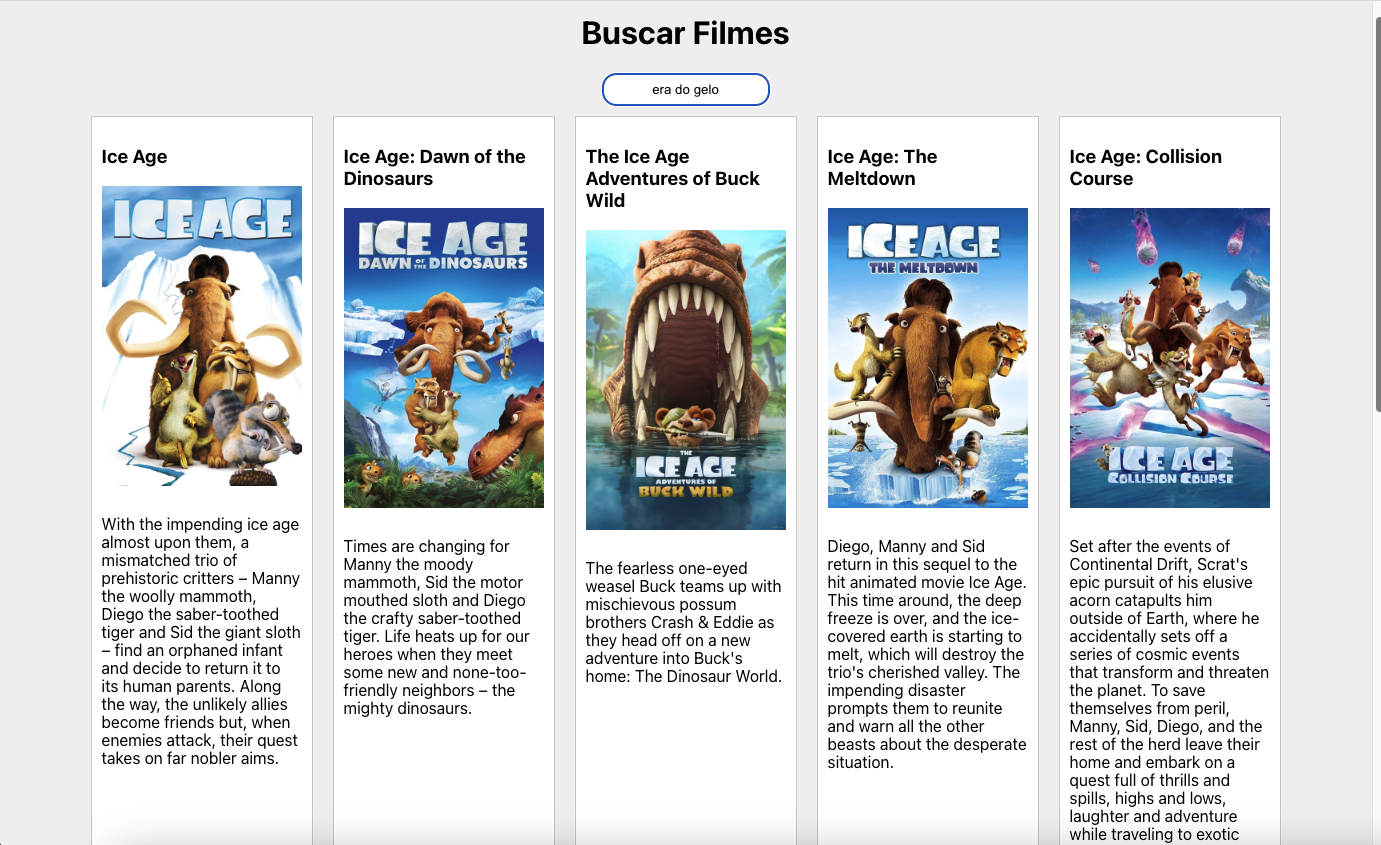 Buscar Filmes
era do gelo
Ice Age
ICE AGE
With the impending ice age
almost upon them, a
mismatched trio of
prehistoric critters – Manny
the woolly mammoth,
Diego the saber-toothed
tiger and Sid the giant sloth
– find an orphaned infant
and decide to return it to
its human parents. Along
the way, the unlikely allies
become friends but, when
enemies attack, their quest
takes on far nobler aims.
Ice Age: Dawn of the
Dinosaurs
ICE AGE
DAWN OF THE DINOSAURS
Times are changing for
Manny the moody
mammoth, Sid the motor
mouthed sloth and Diego
the crafty saber-toothed
tiger. Life heats up for our
heroes when they meet
some new and none-too-
friendly neighbors – the
mighty dinosaurs.
The Ice Age
Adventures of Buck
Wild
THE
ICE AGE
ADVENTURES OF
BUCK WILD
The fearless one-eyed
weasel Buck teams up with
mischievous possum
brothers Crash & Eddie as
they head off on a new
adventure into Buck's
home: The Dinosaur World.
Ice Age: The
Meltdown
ICE AGE
THE MELTDOWN
Diego, Manny and Sid
return in this sequel to the
hit animated movie Ice Age.
This time around, the deep
freeze is over, and the ice-
covered earth is starting to
melt, which will destroy the
trio's cherished valley. The
impending disaster
prompts them to reunite
and warn all the other
beasts about the desperate
situation.
Ice Age: Collision
Course
ICE AGE
COLLISION COURSE
Set after the events of
Continental Drift, Scrat's
epic pursuit of his elusive
acorn catapults him
outside of Earth, where he
accidentally sets off a
series of cosmic events
that transform and threaten
the planet. To save
themselves from peril,
Manny, Sid, Diego, and the
rest of the herd leave their
home and embark on a
quest full of thrills and
spills, highs and lows,
laughter and adventure
while traveling to exotic